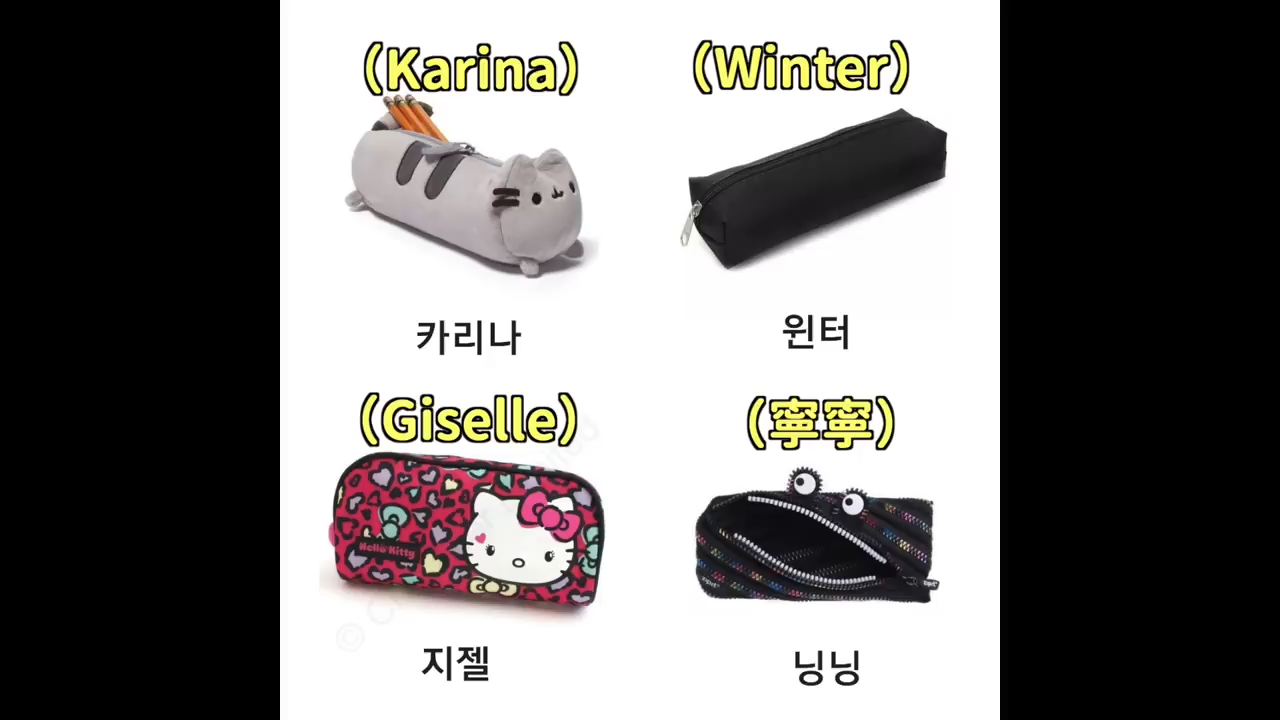 (Karina)
(Winter)
카리나
윈터
(Giselle)
(寧寧)
Hello Kitty
지젤
닝닝